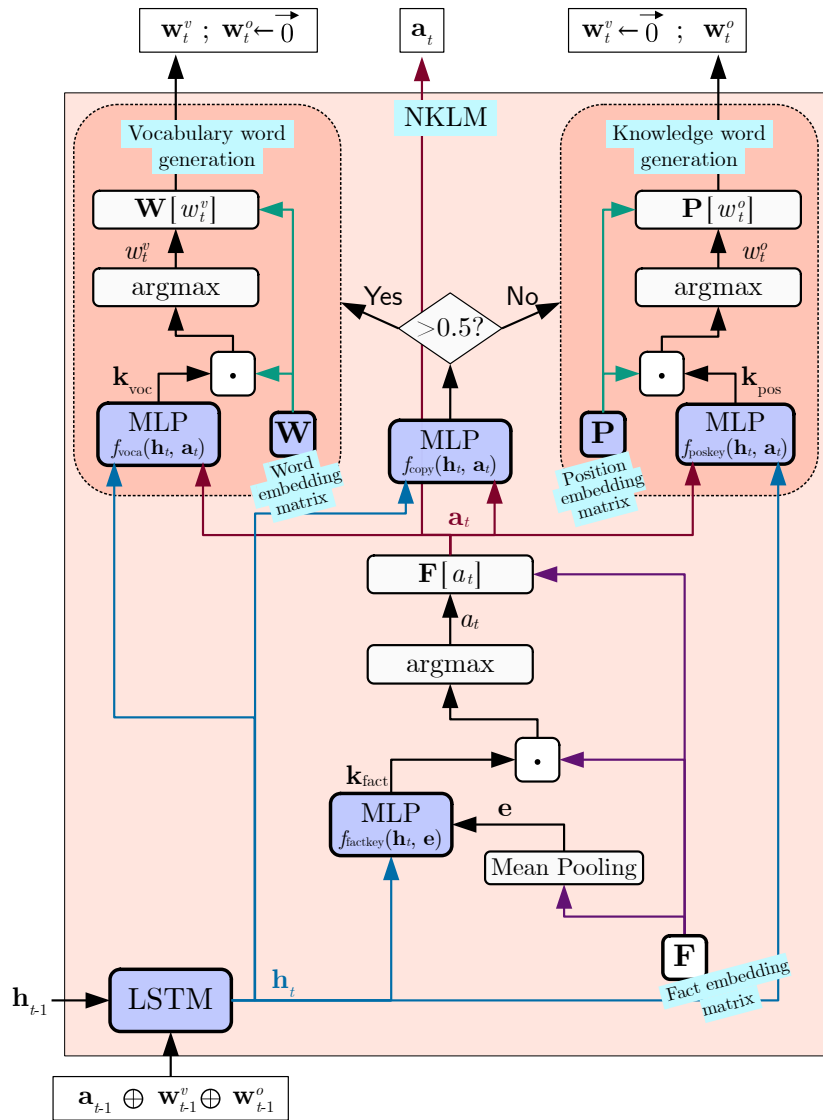 w_t^v ; w_t^o ← 0⃗
a_t
w_t^v ← 0⃗ ; w_t^o
NKLM
Vocabulary word
generation
Knowledge word
generation
W[w_t^v]
P[w_t^o]
w_t^v
w_t^o
argmax
argmax
Yes
No
>0.5?
k_voc
·
·
k_pos
MLP
f_voca(h_t, a_t)
W
Word
embedding
matrix
MLP
f_copy(h_t, a_t)
P
Position
embedding
matrix
MLP
f_poskey(h_t, a_t)
a_t
F[a_t]
a_t
argmax
·
k_fact
MLP
f_factkey(h_t, e)
e
Mean Pooling
F
Fact embedding
matrix
h_t
h_t-1
LSTM
a_t-1 ⊕ w_t-1^v ⊕ w_t-1^o